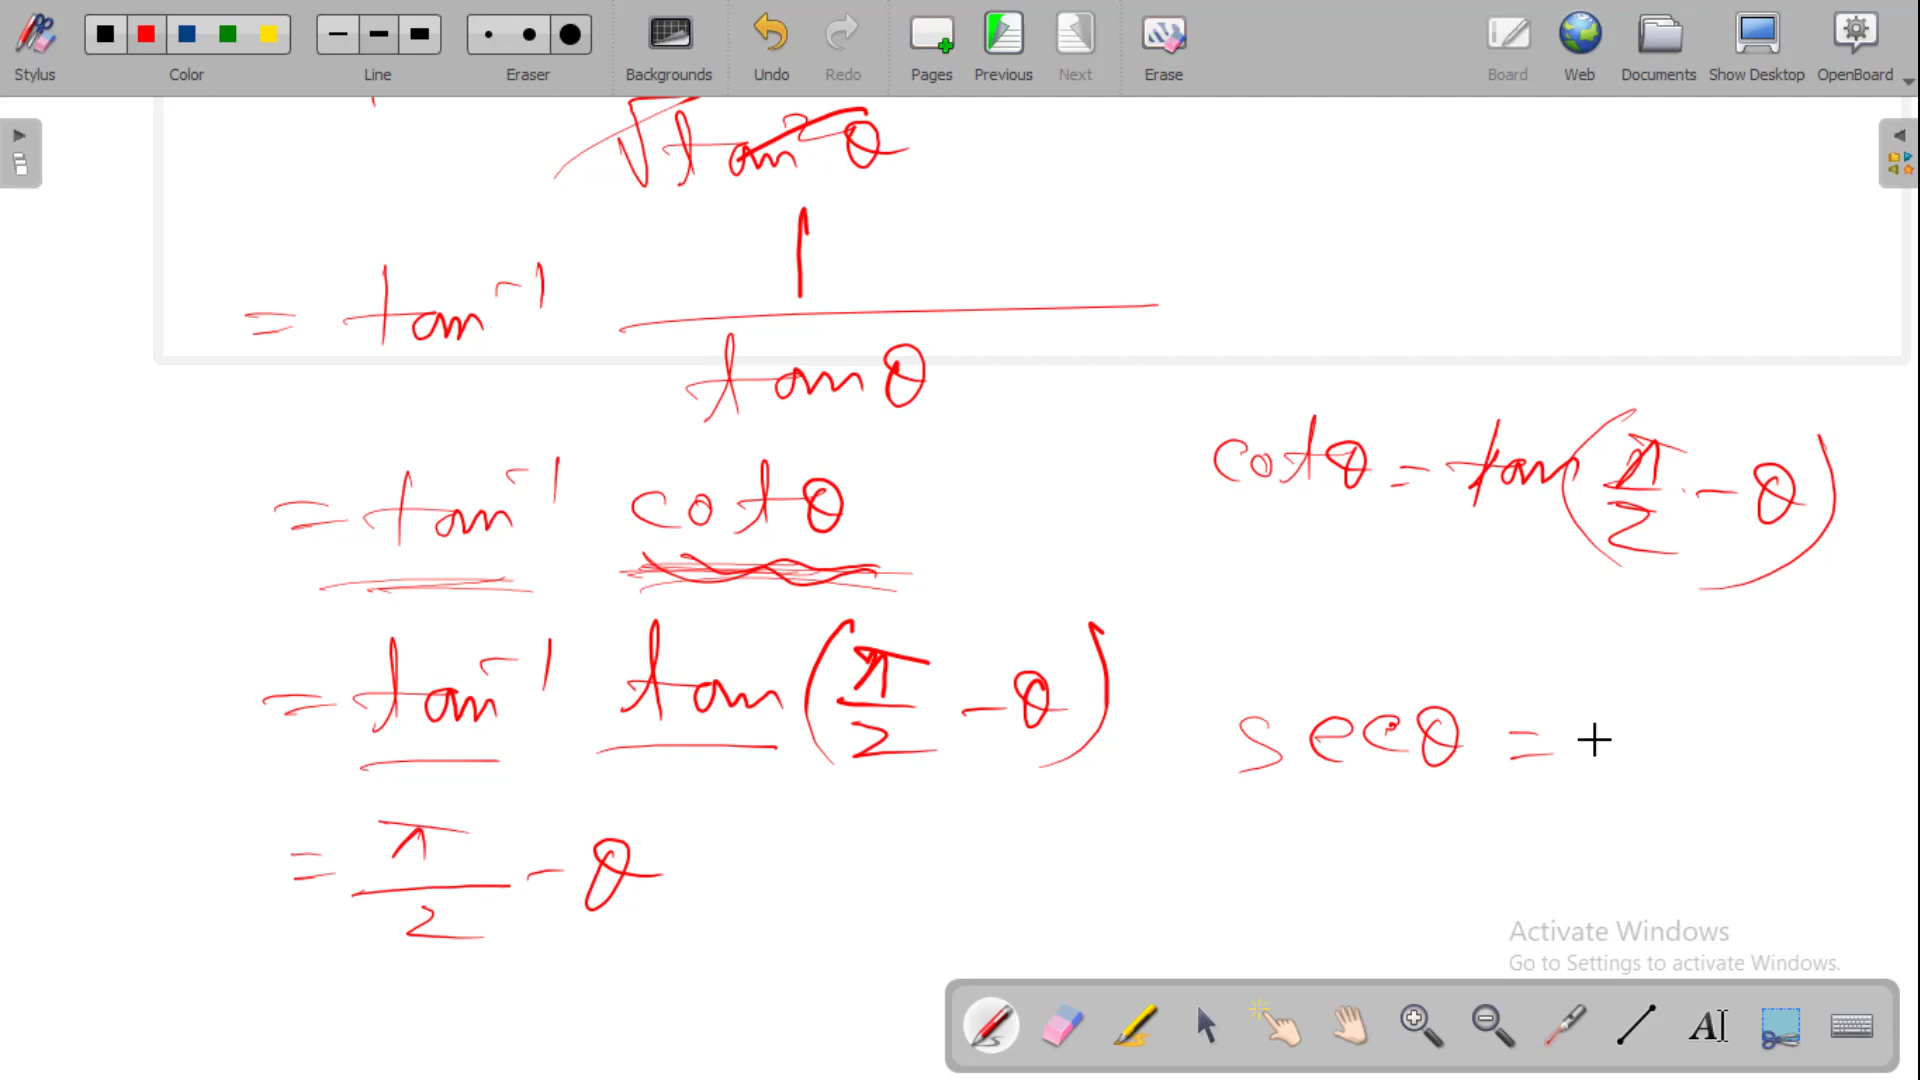 Stylus Color Line Eraser Backgrounds Undo Redo Pages Previous Next Erase Board Web Documents Show Desktop OpenBoard
√tan²θ
1
= tan⁻¹
tanθ
= tan⁻¹ cotθ
cotθ = tan(π/2 - θ)
= tan⁻¹ tan(π/2 - θ)
secθ =
= π/2 - θ
Activate Windows
Go to Settings to activate Windows.
AI